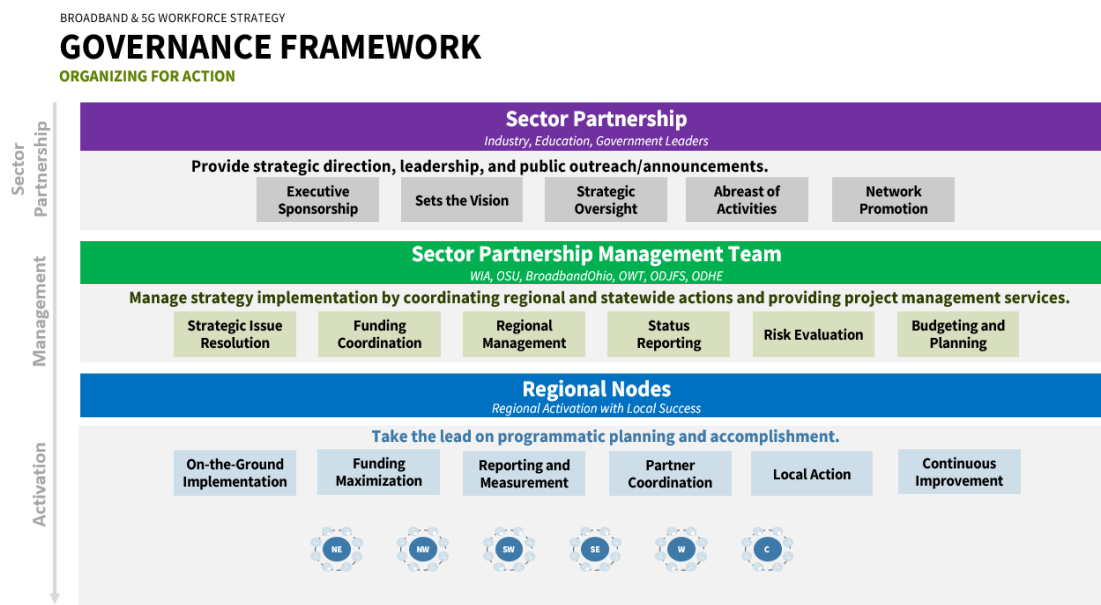 BROADBAND & 5G WORKFORCE STRATEGY
GOVERNANCE FRAMEWORK
ORGANIZING FOR ACTION
Sector
Partnership
Sector Partnership
Industry, Education, Government Leaders
Provide strategic direction, leadership, and public outreach/announcements.
Executive
Sponsorship
Sets the Vision
Strategic
Oversight
Abreast of
Activities
Network
Promotion
Management
Sector Partnership Management Team
WIA, OSU, BroadbandOhio, OWT, ODJFS, ODHE
Manage strategy implementation by coordinating regional and statewide actions and providing project management services.
Strategic Issue
Resolution
Funding
Coordination
Regional
Management
Status
Reporting
Risk Evaluation
Budgeting and
Planning
Activation
Regional Nodes
Regional Activation with Local Success
Take the lead on programmatic planning and accomplishment.
On-the-Ground
Implementation
Funding
Maximization
Reporting and
Measurement
Partner
Coordination
Local Action
Continuous
Improvement
NE
NW
SW
SE
W
C